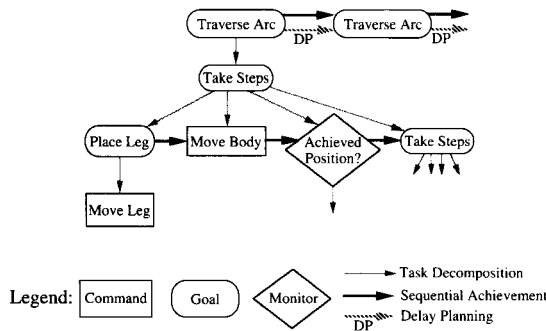 Traverse Arc
Traverse Arc
DP
DP
Take Steps
Place Leg
Move Body
Achieved
Position?
Take Steps
Move Leg
Legend:
Command
Goal
Monitor
Task Decomposition
Sequential Achievement
DP
Delay Planning